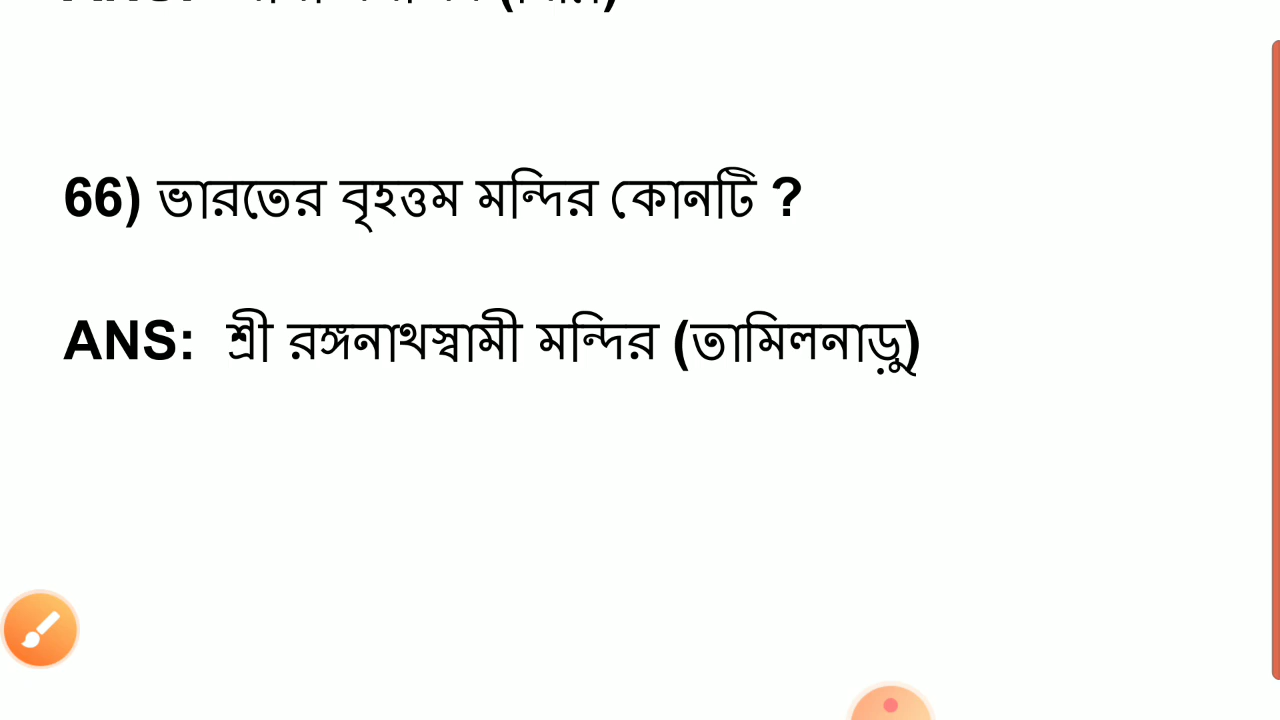 66) ভারতের বৃহত্তম মন্দির কোনটি ?
ANS: শ্রী রঙ্গনাথস্বামী মন্দির (তামিলনাড়ু)